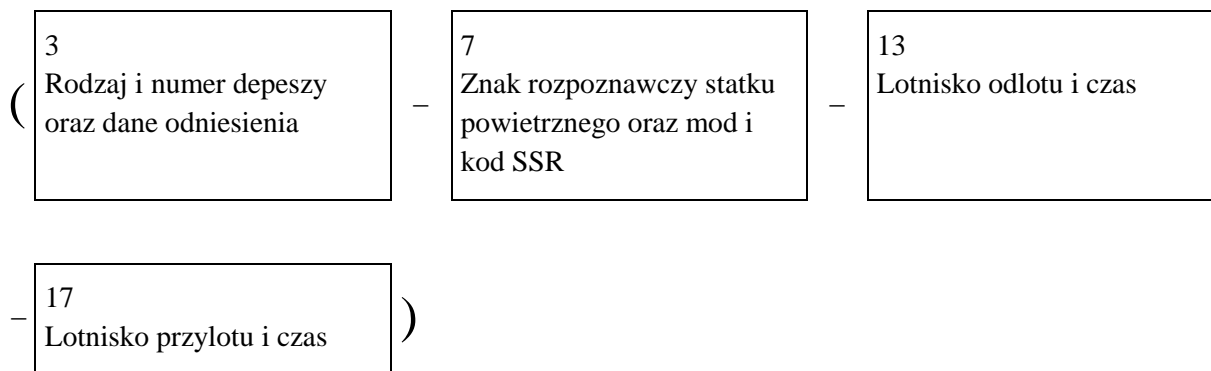 3
Rodzaj i numer depeszy
oraz dane odniesienia
(
–
7
Znak rozpoznawczy statku
powietrznego oraz mod i
kod SSR
–
13
Lotnisko odlotu i czas
–
17
Lotnisko przylotu i czas
)